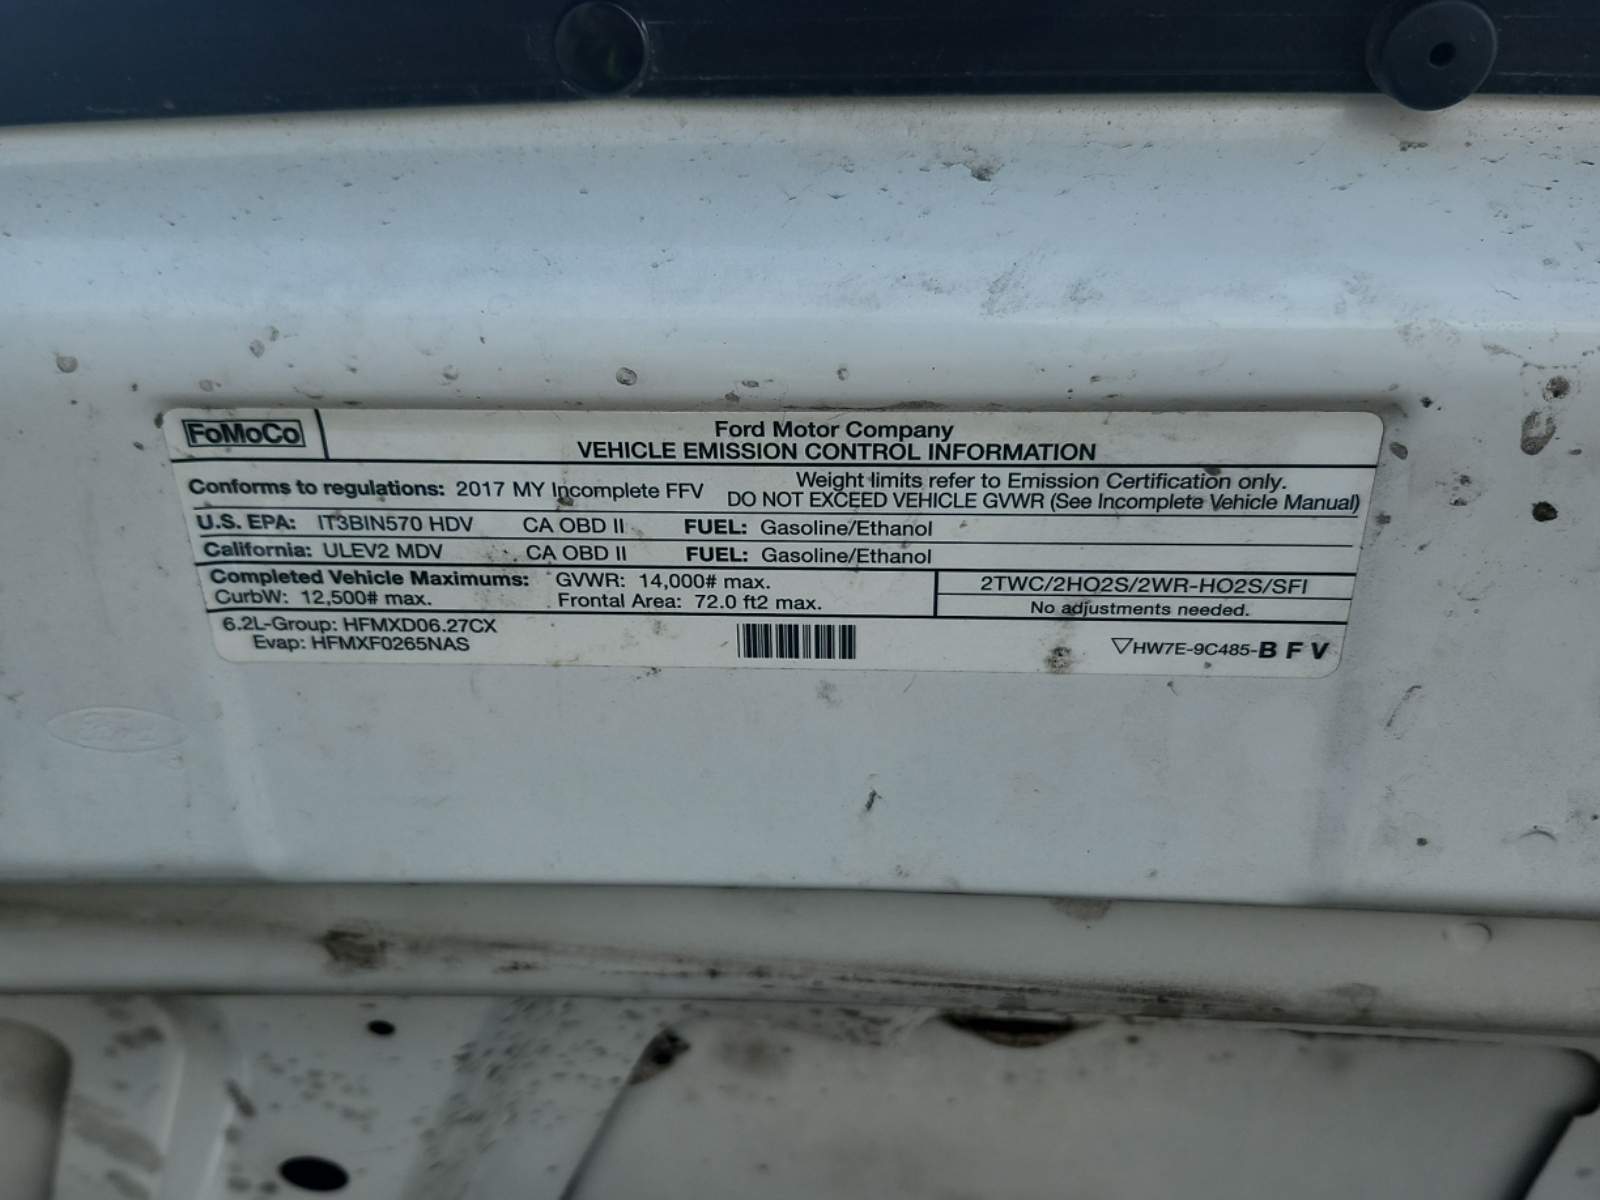 FoMoCo
Ford Motor Company
VEHICLE EMISSION CONTROL INFORMATION
Conforms to regulations: 2017 MY Incomplete FFV
Weight limits refer to Emission Certification only.
DO NOT EXCEED VEHICLE GVWR (See Incomplete Vehicle Manual)
U.S. EPA: IT3BIN570 HDV CA OBD II FUEL: Gasoline/Ethanol
California: ULEV2 MDV CA OBD II FUEL: Gasoline/Ethanol
Completed Vehicle Maximums: GVWR: 14,000# max.
CurbW: 12,500# max. Frontal Area: 72.0 ft2 max.
2TWC/2HO2S/2WR-HO2S/SFI
No adjustments needed.
6.2L-Group: HFMXD06.27CX
Evap: HFMXF0265NAS
HW7E-9C485-B F V
Ford